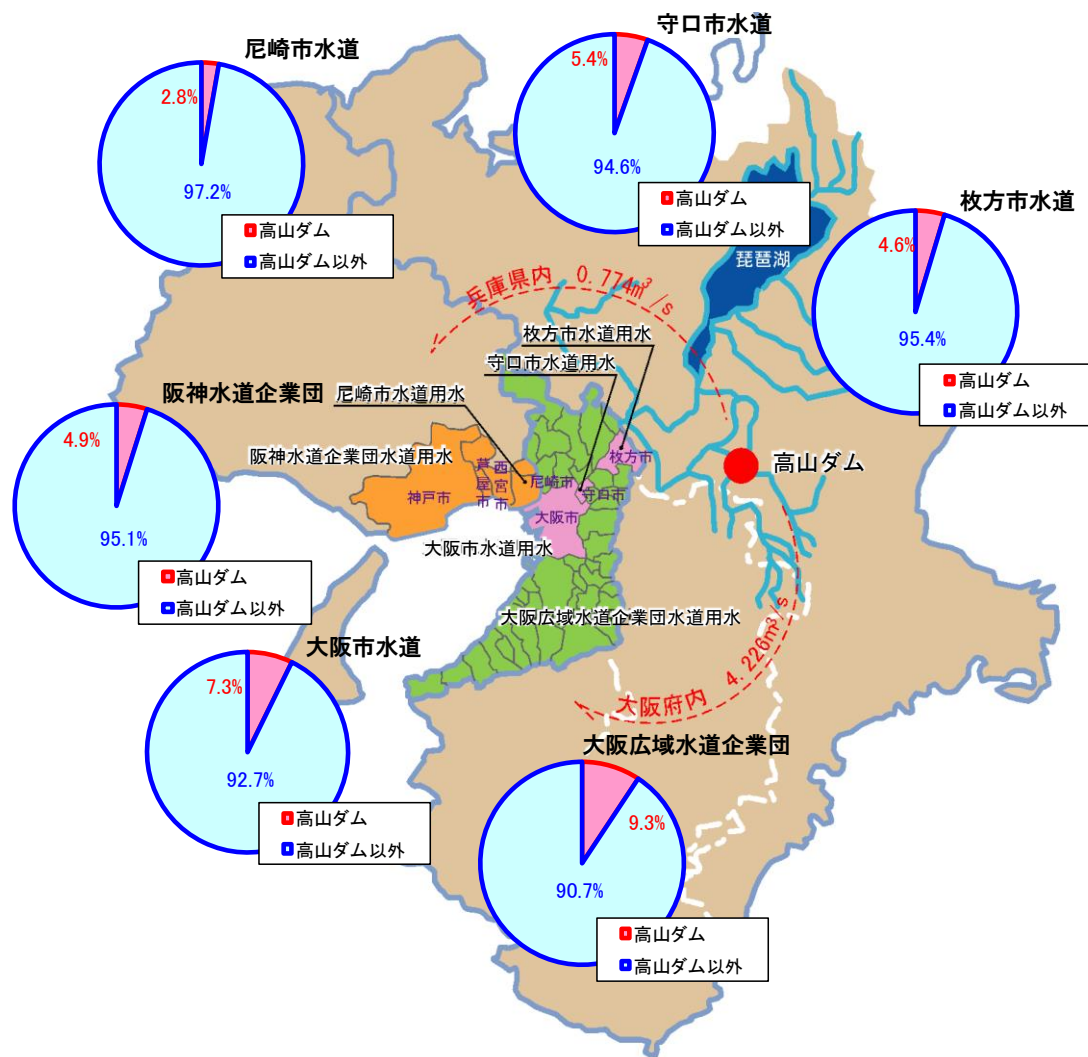 尼崎市水道
2.8%
97.2%
高山ダム
高山ダム以外
守口市水道
5.4%
94.6%
高山ダム
高山ダム以外
枚方市水道
4.6%
95.4%
高山ダム
高山ダム以外
琵琶湖
兵庫県内 0.774m³/s
枚方市水道用水
守口市水道用水
尼崎市水道用水
阪神水道企業団
4.9%
95.1%
高山ダム
高山ダム以外
阪神水道企業団水道用水
神戸市
芦屋市
西宮市
尼崎市
守口市
枚方市
大阪市
高山ダム
大阪市水道用水
大阪広域水道企業団水道用水
大阪府内 4.226m³/s
大阪市水道
7.3%
92.7%
高山ダム
高山ダム以外
大阪広域水道企業団
9.3%
90.7%
高山ダム
高山ダム以外